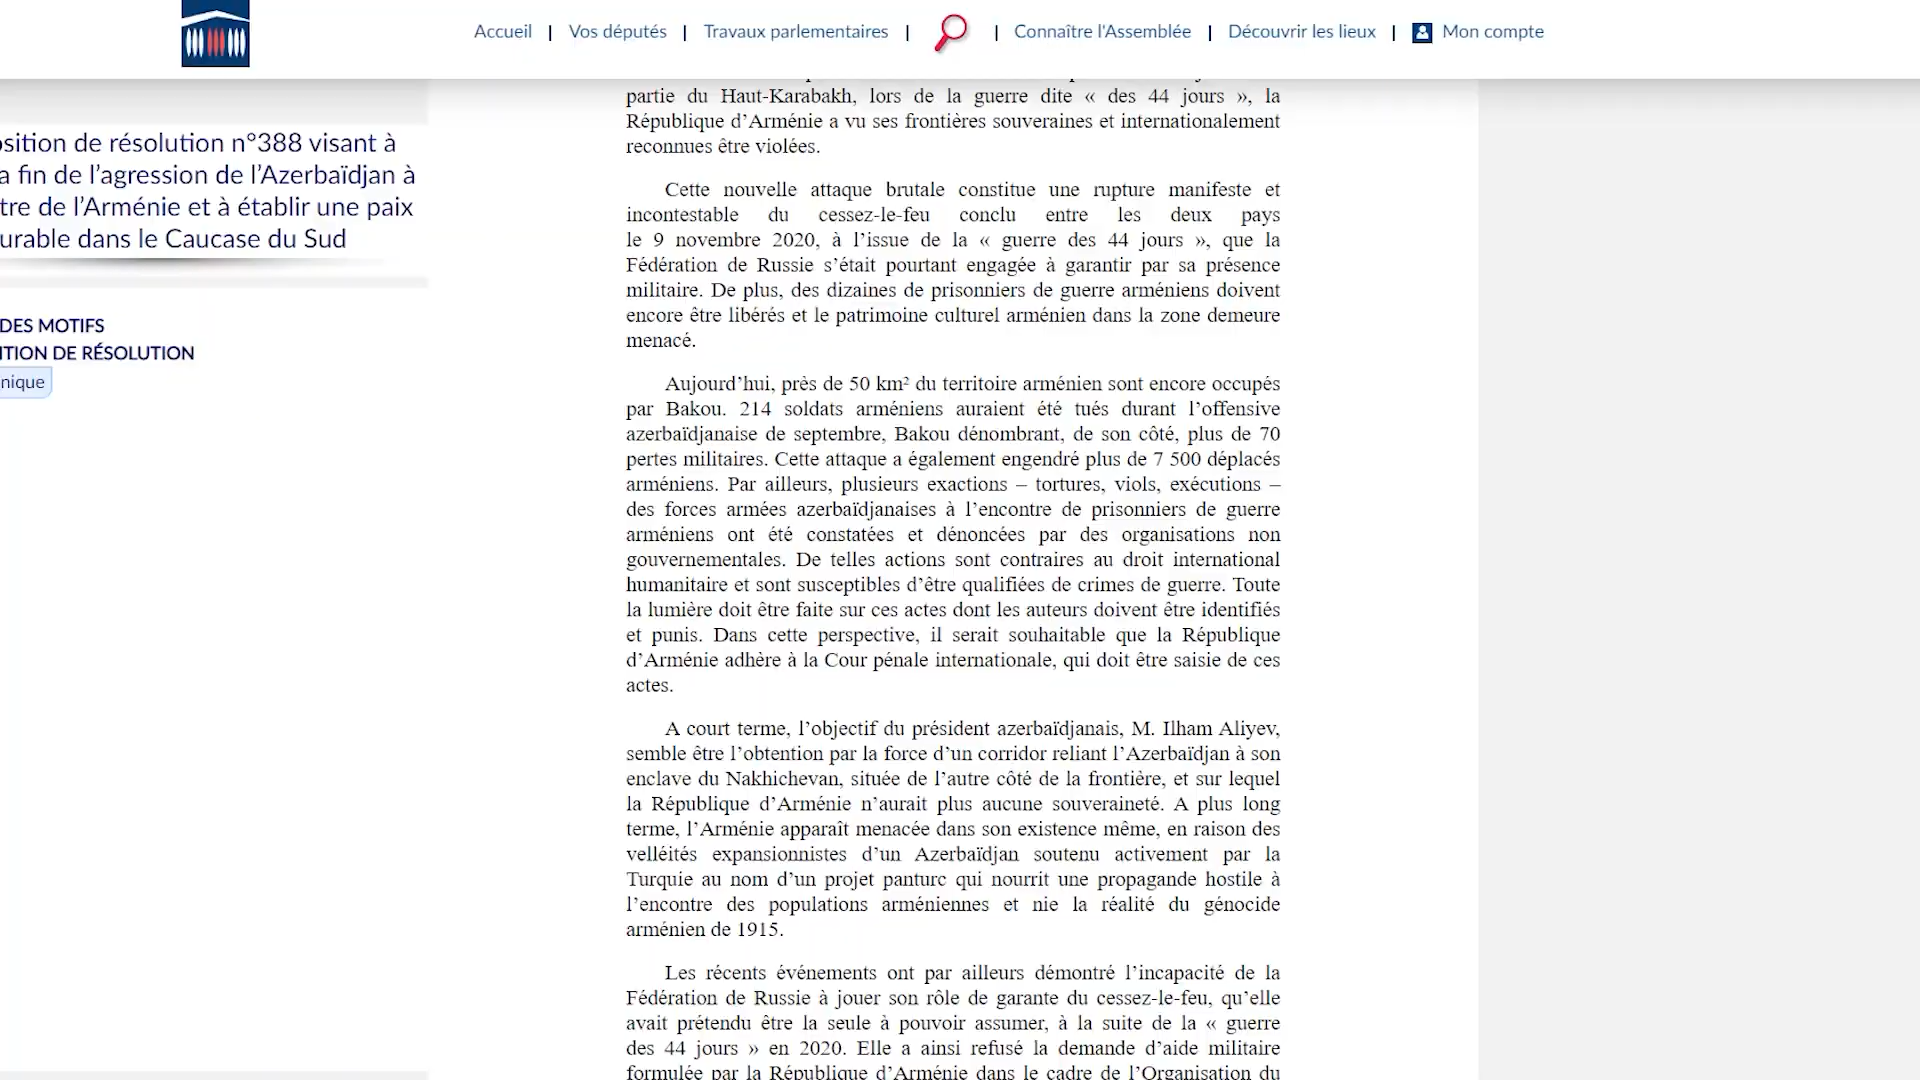 Accueil | Vos députés | Travaux parlementaires | | Connaître l'Assemblée | Découvrir les lieux | Mon compte
sition de résolution n°388 visant à
a fin de l’agression de l’Azerbaïdjan à
tre de l’Arménie et à établir une paix
urable dans le Caucase du Sud
DES MOTIFS
ITION DE RÉSOLUTION
nique
partie du Haut-Karabakh, lors de la guerre dite « des 44 jours », la
République d’Arménie a vu ses frontières souveraines et internationalement
reconnues être violées.
Cette nouvelle attaque brutale constitue une rupture manifeste et
incontestable du cessez-le-feu conclu entre les deux pays
le 9 novembre 2020, à l’issue de la « guerre des 44 jours », que la
Fédération de Russie s’était pourtant engagée à garantir par sa présence
militaire. De plus, des dizaines de prisonniers de guerre arméniens doivent
encore être libérés et le patrimoine culturel arménien dans la zone demeure
menacé.
Aujourd’hui, près de 50 km² du territoire arménien sont encore occupés
par Bakou. 214 soldats arméniens auraient été tués durant l’offensive
azerbaïdjanaise de septembre, Bakou dénombrant, de son côté, plus de 70
pertes militaires. Cette attaque a également engendré plus de 7 500 déplacés
arméniens. Par ailleurs, plusieurs exactions – tortures, viols, exécutions –
des forces armées azerbaïdjanaises à l’encontre de prisonniers de guerre
arméniens ont été constatées et dénoncées par des organisations non
gouvernementales. De telles actions sont contraires au droit international
humanitaire et sont susceptibles d’être qualifiées de crimes de guerre. Toute
la lumière doit être faite sur ces actes dont les auteurs doivent être identifiés
et punis. Dans cette perspective, il serait souhaitable que la République
d’Arménie adhère à la Cour pénale internationale, qui doit être saisie de ces
actes.
A court terme, l’objectif du président azerbaïdjanais, M. Ilham Aliyev,
semble être l’obtention par la force d’un corridor reliant l’Azerbaïdjan à son
enclave du Nakhichevan, située de l’autre côté de la frontière, et sur lequel
la République d’Arménie n’aurait plus aucune souveraineté. A plus long
terme, l’Arménie apparaît menacée dans son existence même, en raison des
velléités expansionnistes d’un Azerbaïdjan soutenu activement par la
Turquie au nom d’un projet panturc qui nourrit une propagande hostile à
l’encontre des populations arméniennes et nie la réalité du génocide
arménien de 1915.
Les récents événements ont par ailleurs démontré l’incapacité de la
Fédération de Russie à jouer son rôle de garante du cessez-le-feu, qu’elle
avait prétendu être la seule à pouvoir assumer, à la suite de la « guerre
des 44 jours » en 2020. Elle a ainsi refusé la demande d’aide militaire
formulée par la République d’Arménie dans le cadre de l’Organisation du